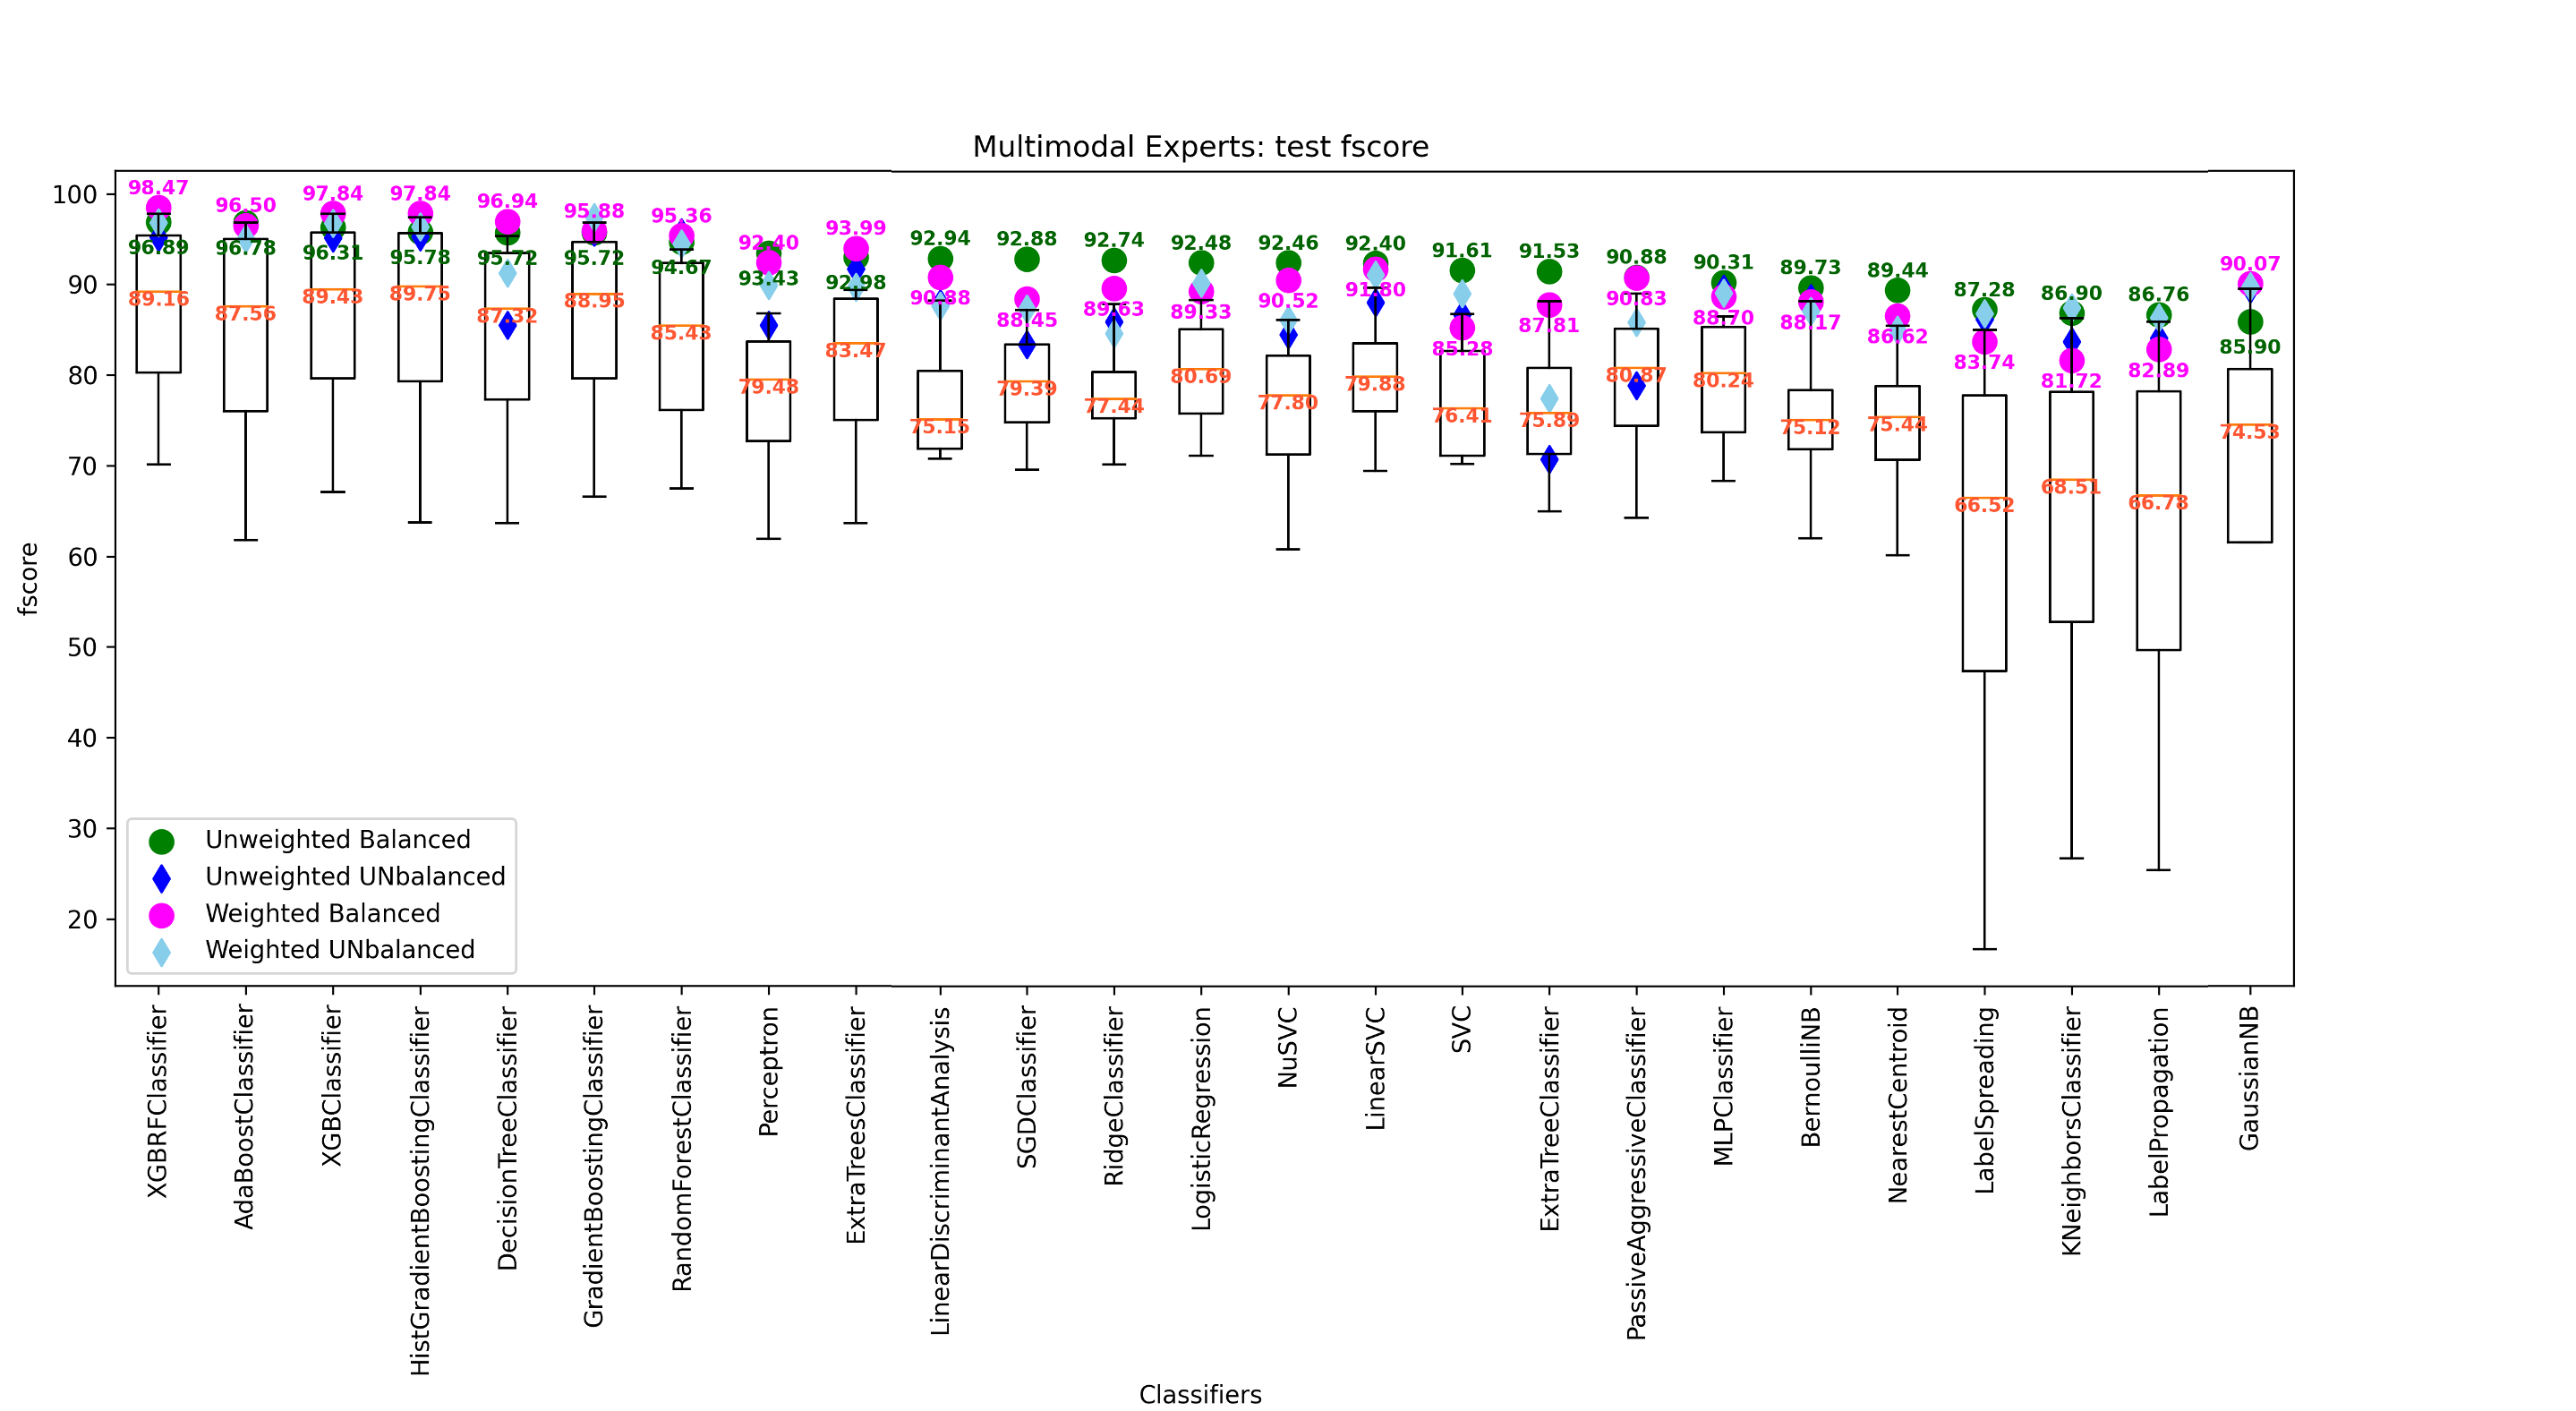 Multimodal Experts: test fscore
fscore
100
90
80
70
60
50
40
30
20
98.47
96.89
89.16
96.50
96.78
87.56
97.84
96.31
89.43
97.84
95.78
89.75
96.94
95.72
87.32
95.88
95.72
88.95
95.36
94.67
85.43
92.40
93.43
79.48
93.99
92.98
83.47
92.94
90.88
75.15
92.88
88.45
79.39
92.74
89.63
77.44
92.48
89.33
80.69
92.46
90.52
77.80
92.40
91.80
79.88
91.61
85.28
76.41
91.53
87.81
75.89
90.88
90.83
80.87
90.31
88.70
80.24
89.73
88.17
75.12
89.44
86.62
75.44
87.28
83.74
66.52
86.90
81.72
68.51
86.76
82.89
66.78
90.07
85.90
74.53
Unweighted Balanced
Unweighted UNbalanced
Weighted Balanced
Weighted UNbalanced
XGBRFClassifier
AdaBoostClassifier
XGBClassifier
HistGradientBoostingClassifier
DecisionTreeClassifier
GradientBoostingClassifier
RandomForestClassifier
Perceptron
ExtraTreesClassifier
LinearDiscriminantAnalysis
SGDClassifier
RidgeClassifier
LogisticRegression
NuSVC
LinearSVC
SVC
ExtraTreeClassifier
PassiveAggressiveClassifier
MLPClassifier
BernoulliNB
NearestCentroid
LabelSpreading
KNeighborsClassifier
LabelPropagation
GaussianNB
Classifiers